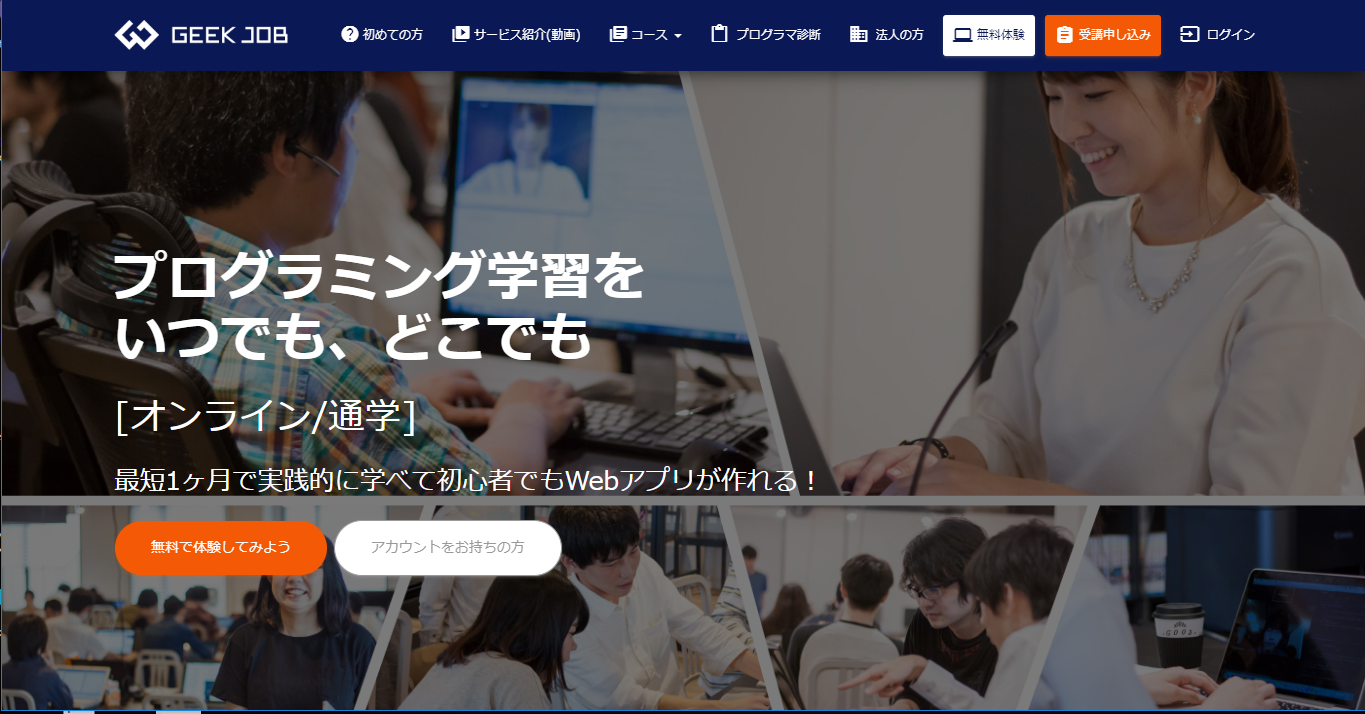 GEEK JOB
初めての方
サービス紹介(動画)
コース
プログラマ診断
法人の方
無料体験
受講申し込み
ログイン
プログラミング学習を
いつでも、どこでも
[オンライン/通学]
最短1ヶ月で実践的に学べて初心者でもWebアプリが作れる！
無料で体験してみよう
アカウントをお持ちの方